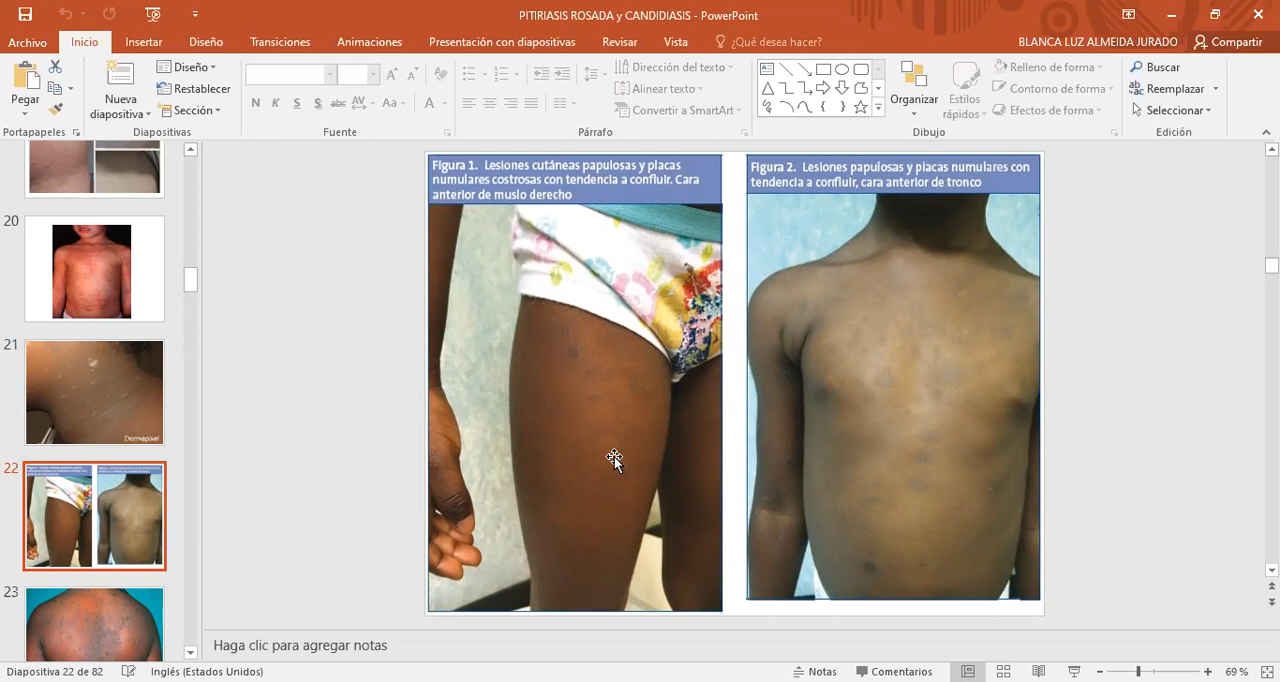 PITIRIASIS ROSADA y CANDIDIASIS - PowerPoint
Archivo Inicio Insertar Diseño Transiciones Animaciones Presentación con diapositivas Revisar Vista ¿Qué desea hacer? BLANCA LUZ ALMEIDA JURADO Compartir
Pegar
Nueva diapositiva
Diseño
Restablecer
Sección
N K S S abc AV Aa A
Dirección del texto
Alinear texto
Convertir a SmartArt
Organizar
Estilos rápidos
Relleno de forma
Contorno de forma
Efectos de forma
Buscar
Reemplazar
Seleccionar
Portapapeles Diapositivas Fuente Párrafo Dibujo Edición
20
21
Dermapixel
22
23
Figura 1. Lesiones cutáneas papulosas y placas
numulares costrosas con tendencia a confluir. Cara
anterior de muslo derecho
Figura 2. Lesiones papulosas y placas numulares con
tendencia a confluir, cara anterior de tronco
Haga clic para agregar notas
Diapositiva 22 de 82 Inglés (Estados Unidos) Notas Comentarios 69 %